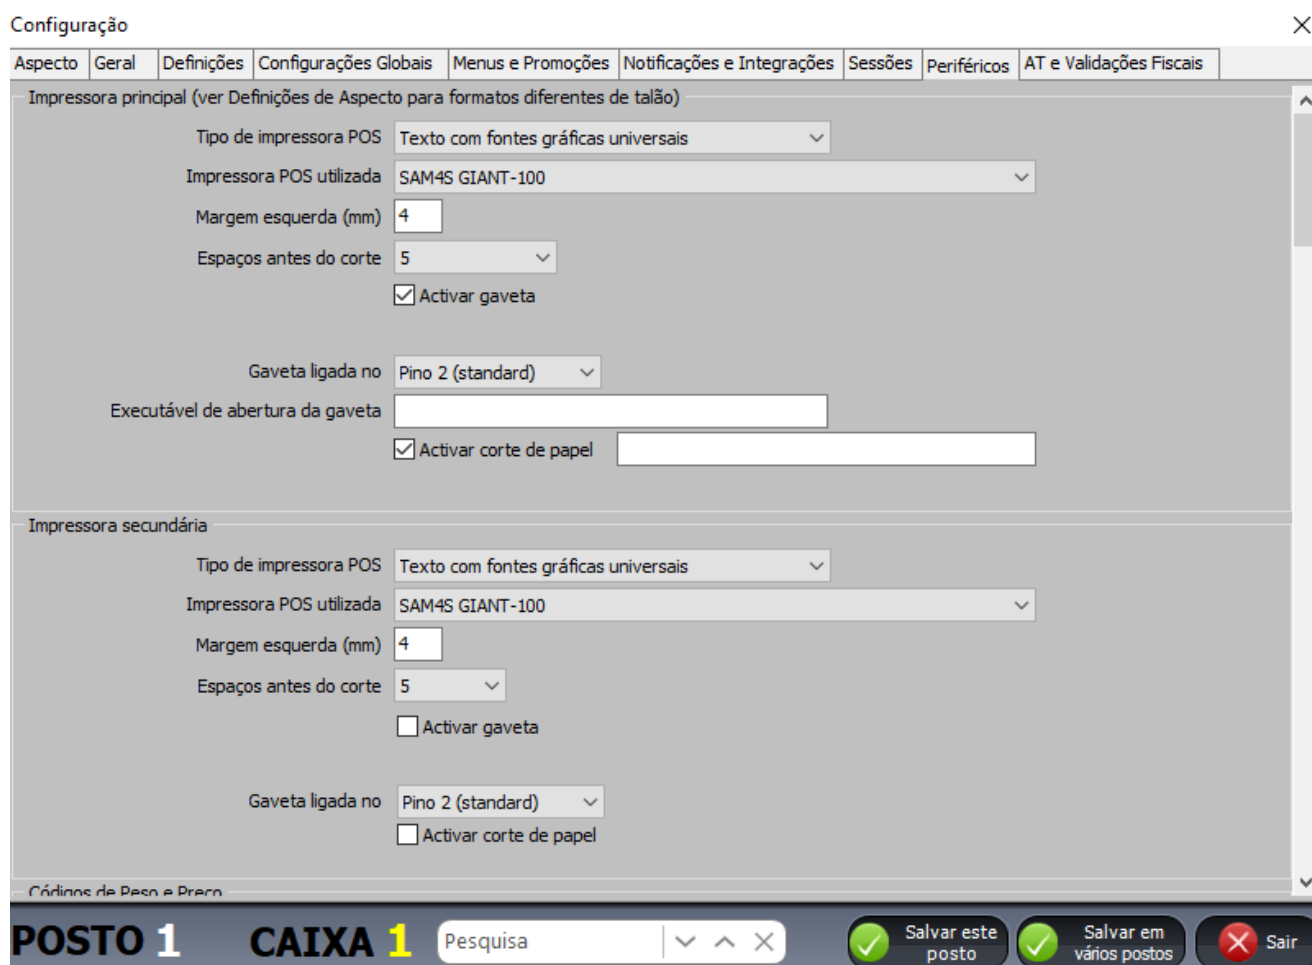 Configuração
Aspecto Geral Definições Configurações Globais Menus e Promoções Notificações e Integrações Sessões Periféricos AT e Validações Fiscais
Impressora principal (ver Definições de Aspecto para formatos diferentes de talão)
Tipo de impressora POS Texto com fontes gráficas universais
Impressora POS utilizada SAM4S GIANT-100
Margem esquerda (mm) 4
Espaços antes do corte 5
Activar gaveta
Gaveta ligada no Pino 2 (standard)
Executável de abertura da gaveta
Activar corte de papel
Impressora secundária
Tipo de impressora POS Texto com fontes gráficas universais
Impressora POS utilizada SAM4S GIANT-100
Margem esquerda (mm) 4
Espaços antes do corte 5
Activar gaveta
Gaveta ligada no Pino 2 (standard)
Activar corte de papel
Códigos de Peso e Preço
POSTO 1 CAIXA 1 Pesquisa Salvar este posto Salvar em vários postos Sair